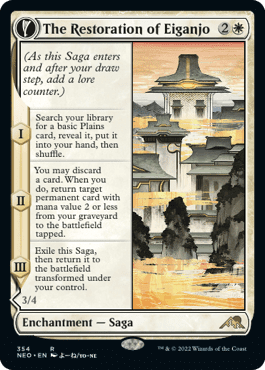 The Restoration of Eiganjo 2
(As this Saga enters
and after your draw
step, add a lore
counter.)
I
Search your library
for a basic Plains
card, reveal it, put it
into your hand, then
shuffle.
II
You may discard
a card. When you
do, return target
permanent card with
mana value 2 or less
from your graveyard
to the battlefield
tapped.
III
Exile this Saga,
then return it to
the battlefield
transformed under
your control.
3/4
Enchantment — Saga
354 R
NEO • EN
™ & © 2022 Wizards of the Coast